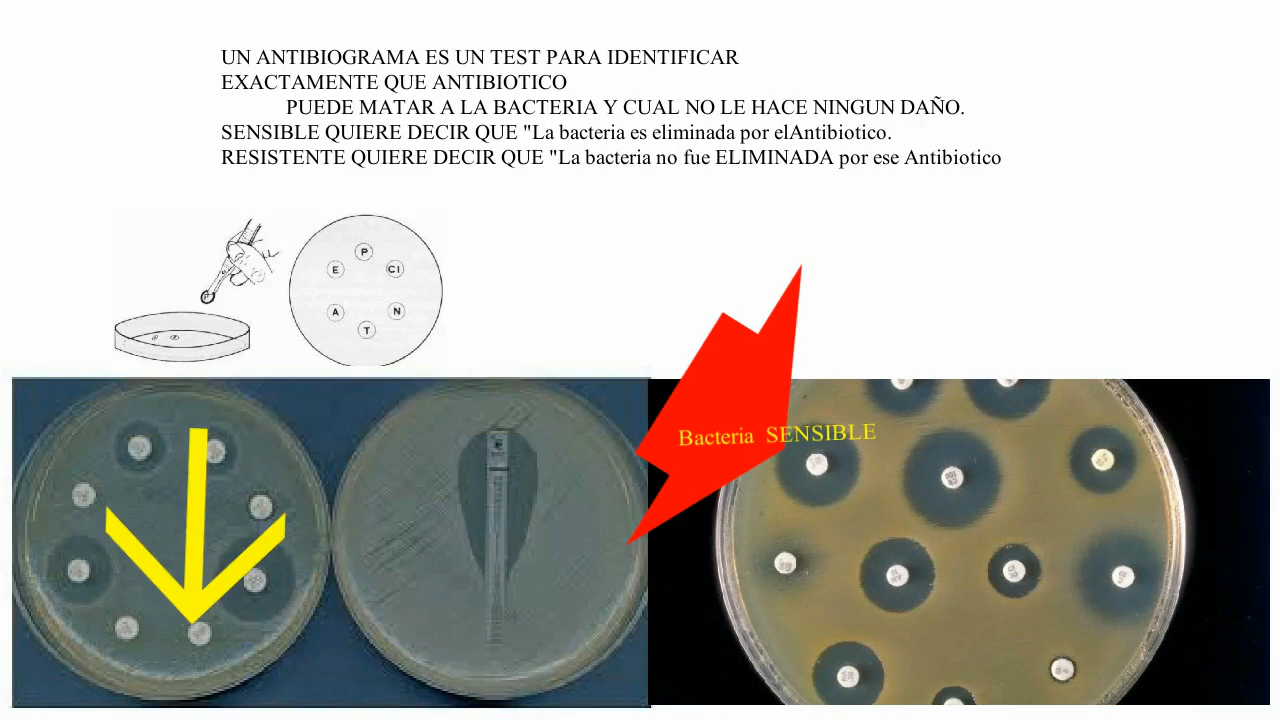 UN ANTIBIOGRAMA ES UN TEST PARA IDENTIFICAR
EXACTAMENTE QUE ANTIBIOTICO
PUEDE MATAR A LA BACTERIA Y CUAL NO LE HACE NINGUN DAÑO.
SENSIBLE QUIERE DECIR QUE "La bacteria es eliminada por elAntibiotico.
RESISTENTE QUIERE DECIR QUE "La bacteria no fue ELIMINADA por ese Antibiotico
P
E
CI
A
N
T
Bacteria SENSIBLE